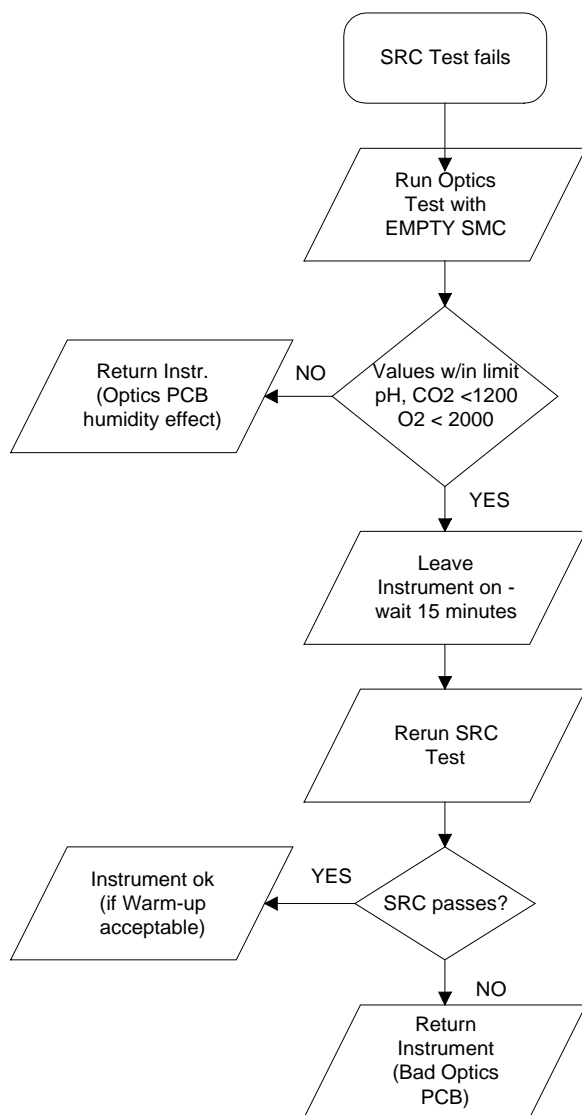 SRC Test fails
Run Optics
Test with
EMPTY SMC
Values w/in limit
pH, CO2 <1200
O2 < 2000
NO
Return Instr.
(Optics PCB
humidity effect)
YES
Leave
Instrument on -
wait 15 minutes
Rerun SRC
Test
SRC passes?
YES
Instrument ok
(if Warm-up
acceptable)
NO
Return
Instrument
(Bad Optics
PCB)